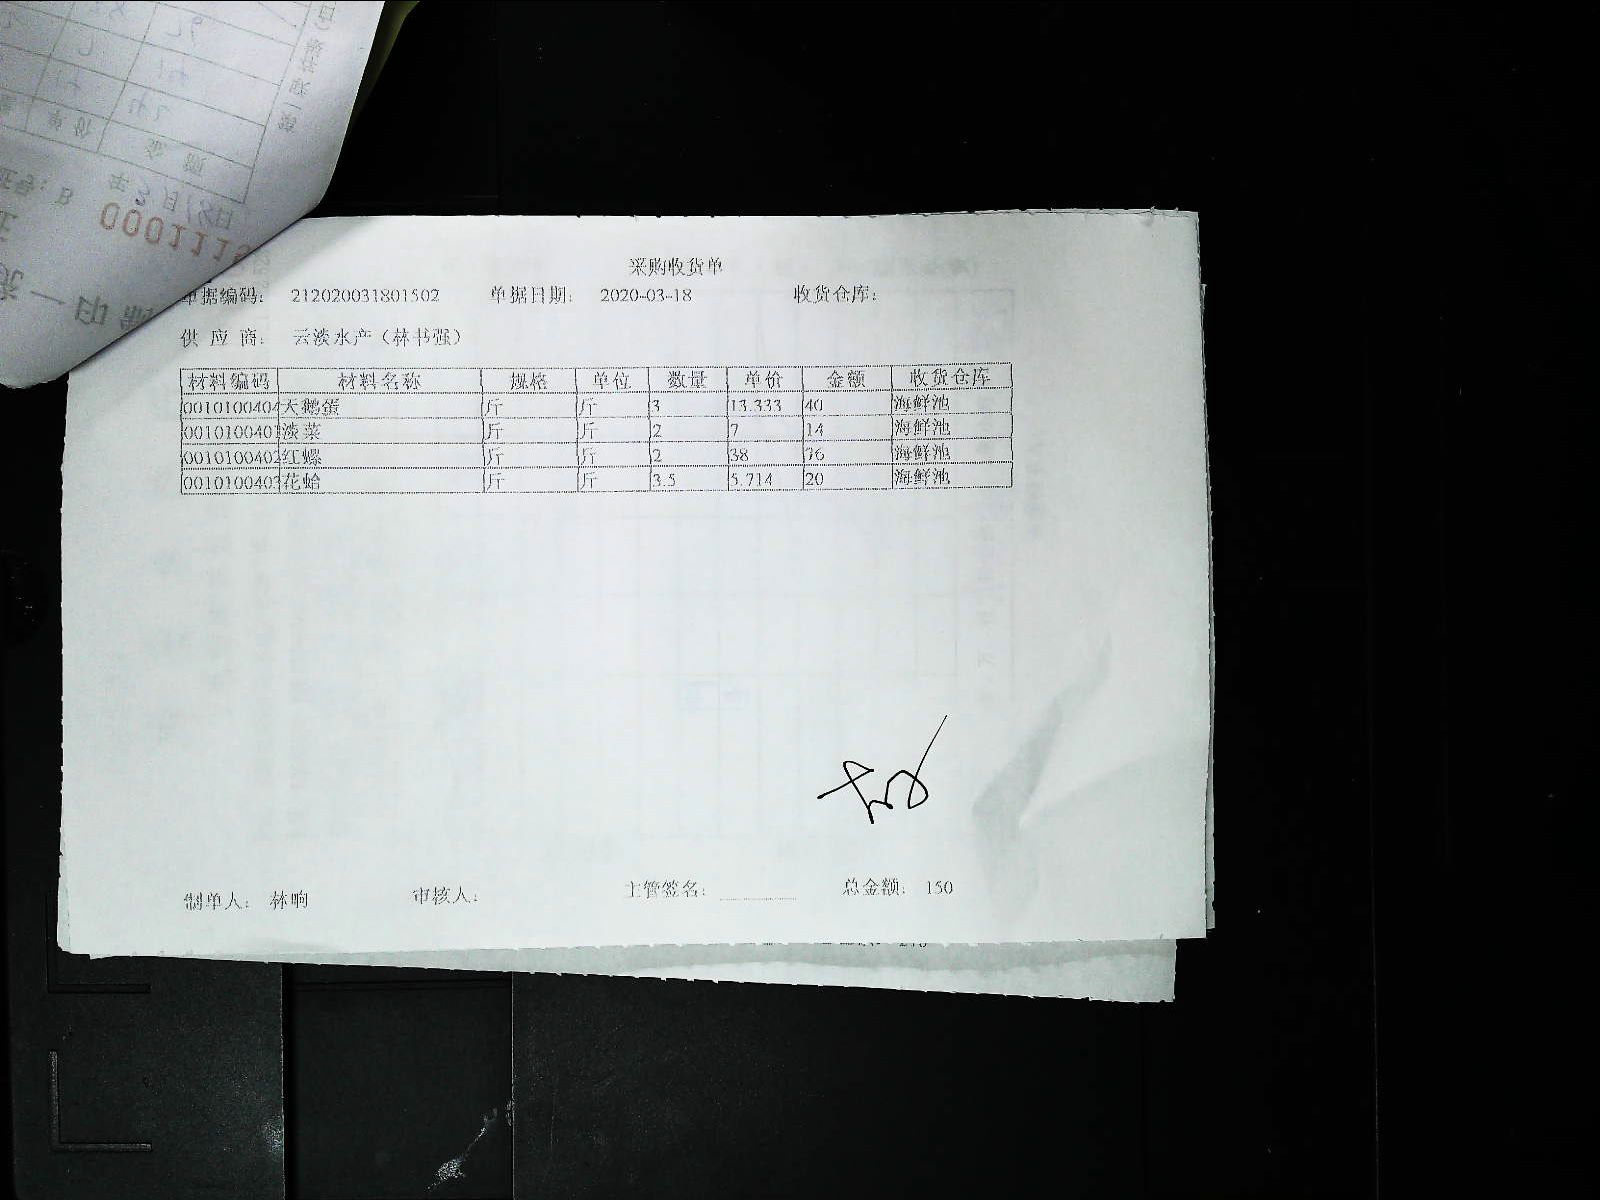 采购收货单
单据编码： 212020031801502 单据日期： 2020-03-18 收货仓库：
供 应 商： 云淡水产（林书强）
材料编码 材料名称 规格 单位 数量 单价 金额 收货仓库
0010100404 天鹅蛋 斤 斤 3 13.333 40 海鲜池
0010100401 淡菜 斤 斤 2 7 14 海鲜池
0010100402 红螺 斤 斤 2 38 76 海鲜池
0010100403 花蛤 斤 斤 3.5 5.714 20 海鲜池
制单人： 林响 审核人： 主管签名： 总金额： 150